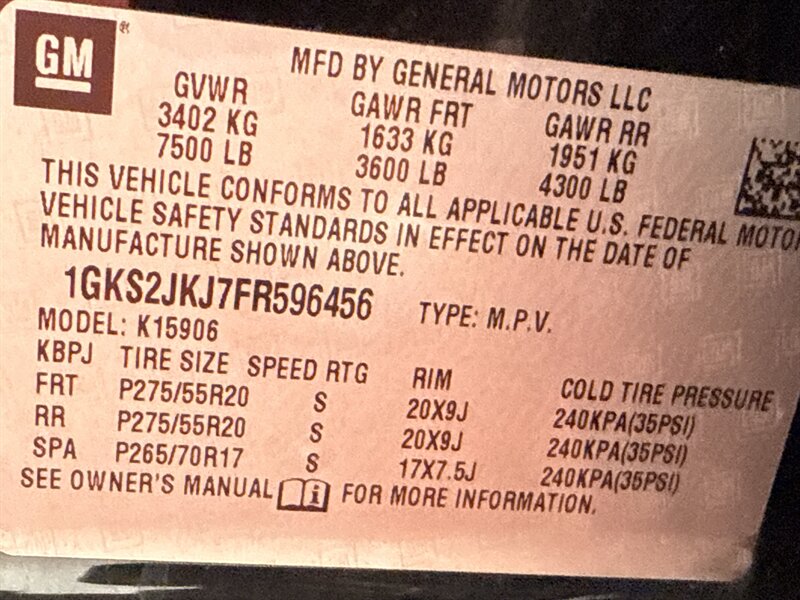 GM®
MFD BY GENERAL MOTORS LLC
GVWR GAWR FRT GAWR RR
3402 KG 1633 KG 1951 KG
7500 LB 3600 LB 4300 LB
THIS VEHICLE CONFORMS TO ALL APPLICABLE U.S. FEDERAL MOTOR
VEHICLE SAFETY STANDARDS IN EFFECT ON THE DATE OF
MANUFACTURE SHOWN ABOVE.
1GKS2JKJ7FR596456 TYPE: M.P.V.
MODEL: K15906
KBPJ TIRE SIZE SPEED RTG RIM COLD TIRE PRESSURE
FRT P275/55R20 S 20X9J 240KPA(35PSI)
RR P275/55R20 S 20X9J 240KPA(35PSI)
SPA P265/70R17 S 17X7.5J 240KPA(35PSI)
SEE OWNER'S MANUAL i FOR MORE INFORMATION.